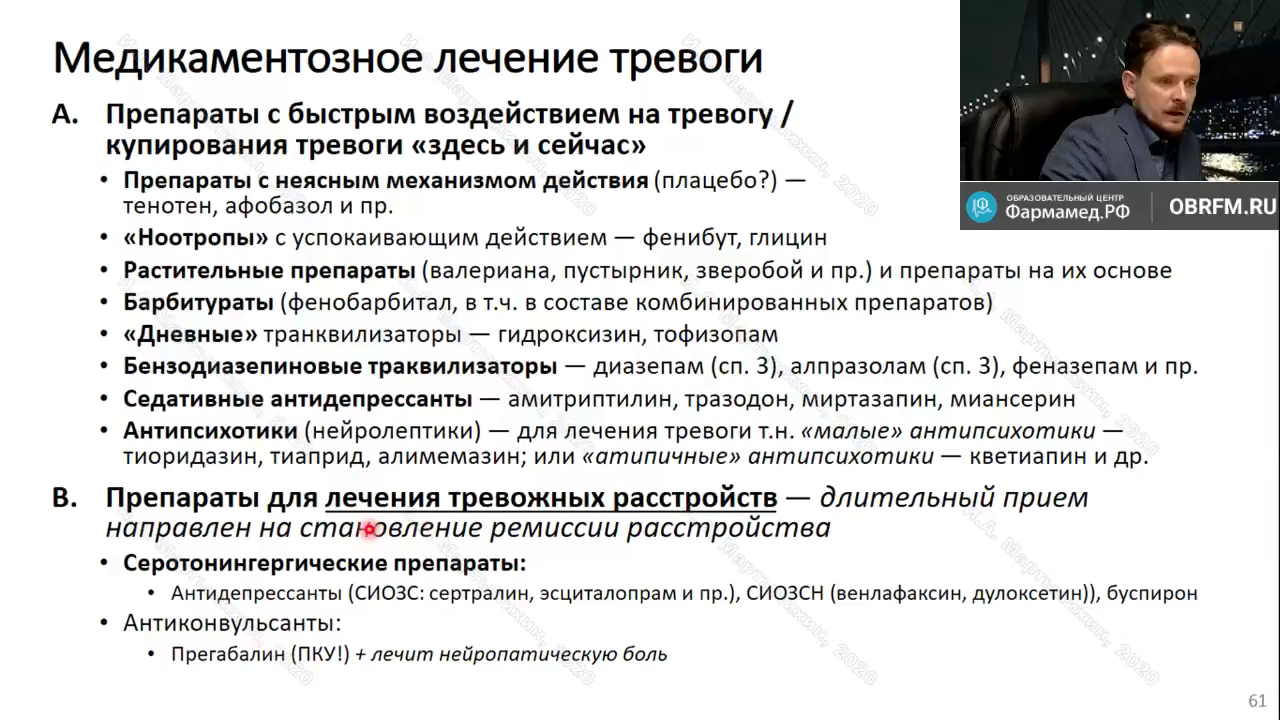 Медикаментозное лечение тревоги
A. Препараты с быстрым воздействием на тревогу /
купирования тревоги «здесь и сейчас»
• Препараты с неясным механизмом действия (плацебо?) —
тенотен, афобазол и пр.
• «Ноотропы» с успокаивающим действием — фенибут, глицин
• Растительные препараты (валериана, пустырник, зверобой и пр.) и препараты на их основе
• Барбитураты (фенобарбитал, в т.ч. в составе комбинированных препаратов)
• «Дневные» транквилизаторы — гидроксизин, тофизопам
• Бензодиазепиновые траквилизаторы — диазепам (сп. 3), алпразолам (сп. 3), феназепам и пр.
• Седативные антидепрессанты — амитриптилин, тразодон, миртазапин, миансерин
• Антипсихотики (нейролептики) — для лечения тревоги т.н. «малые» антипсихотики —
тиоридазин, тиаприд, алимемазин; или «атипичные» антипсихотики — кветиапин и др.
B. Препараты для лечения тревожных расстройств — длительный прием
направлен на становление ремиссии расстройства
• Серотонингергические препараты:
• Антидепрессанты (СИОЗС: сертралин, эсциталопрам и пр.), СИОЗСН (венлафаксин, дулоксетин)), буспирон
• Антиконвульсанты:
• Прегабалин (ПКУ!) + лечит нейропатическую боль
61
ОБРАЗОВАТЕЛЬНЫЙ ЦЕНТР
Фармамед.РФ
OBRFM.RU